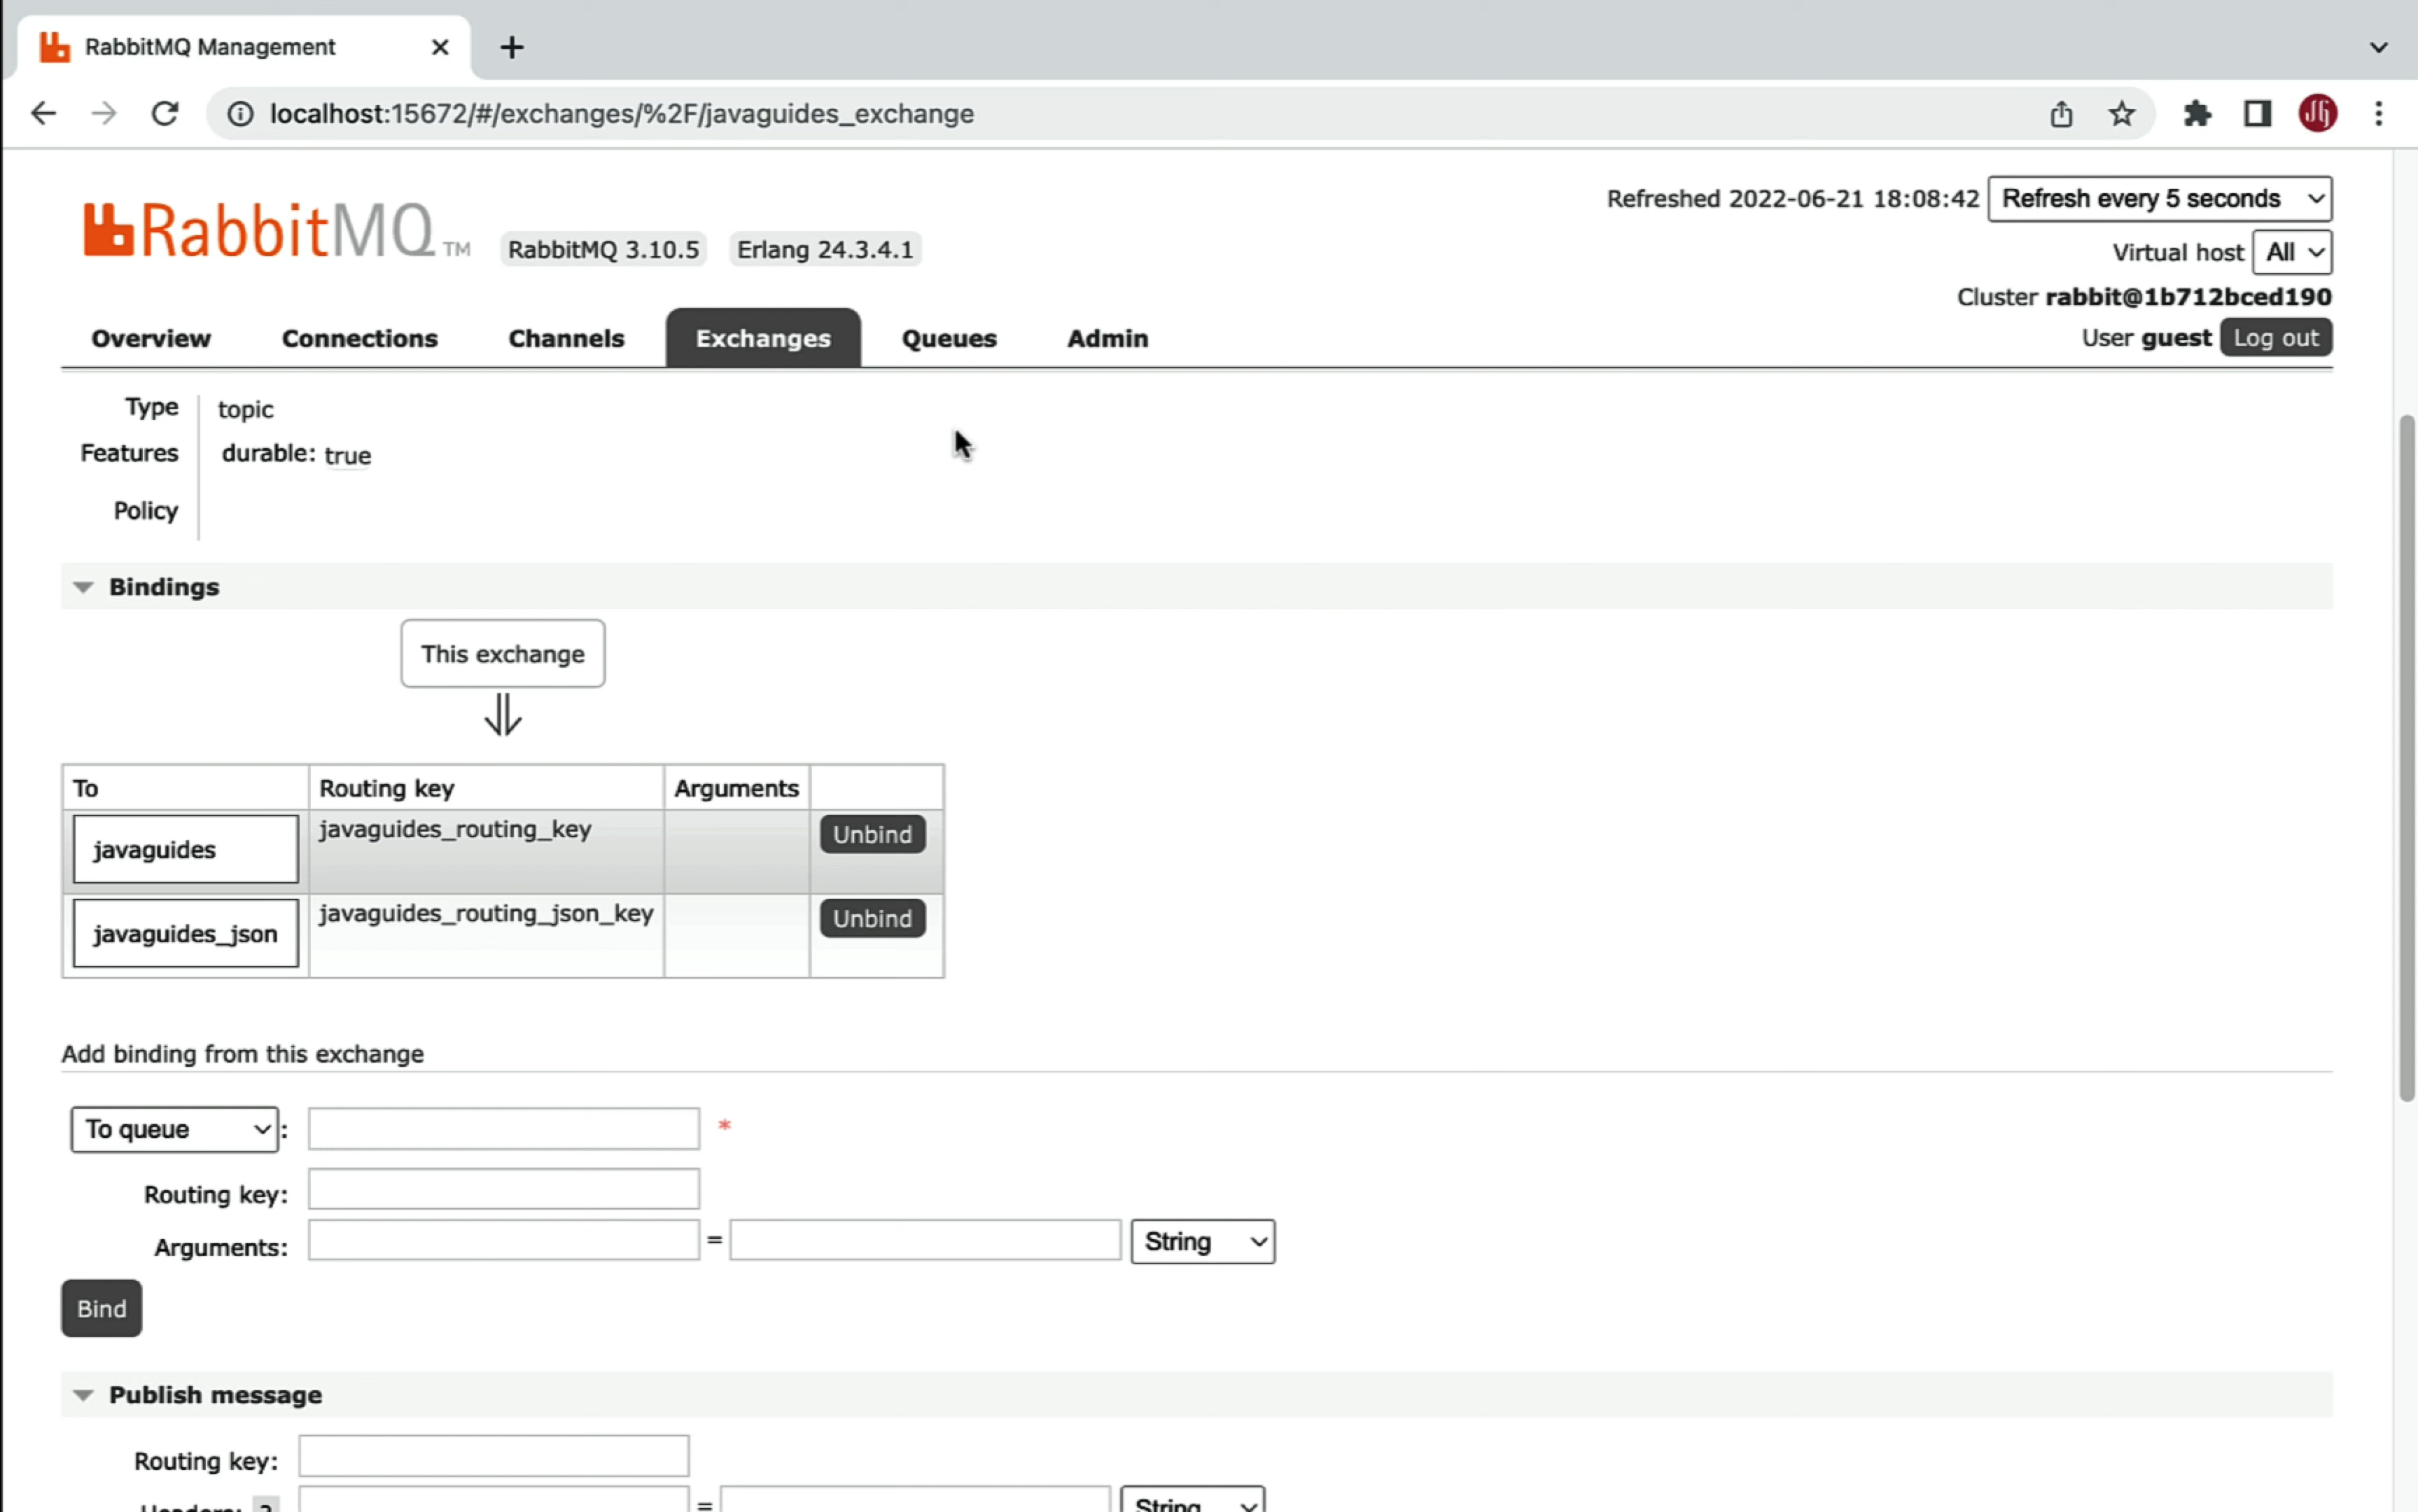 RabbitMQ Management
localhost:15672/#/exchanges/%2F/javaguides_exchange
Refreshed 2022-06-21 18:08:42 Refresh every 5 seconds
RabbitMQ TM RabbitMQ 3.10.5 Erlang 24.3.4.1
Virtual host All
Cluster rabbit@1b712bced190
Overview Connections Channels Exchanges Queues Admin
User guest Log out
Type topic
Features durable: true
Policy
Bindings
This exchange
To Routing key Arguments
javaguides javaguides_routing_key Unbind
javaguides_json javaguides_routing_json_key Unbind
Add binding from this exchange
To queue : *
Routing key:
Arguments: = String
Bind
Publish message
Routing key:
Headers: ? = String